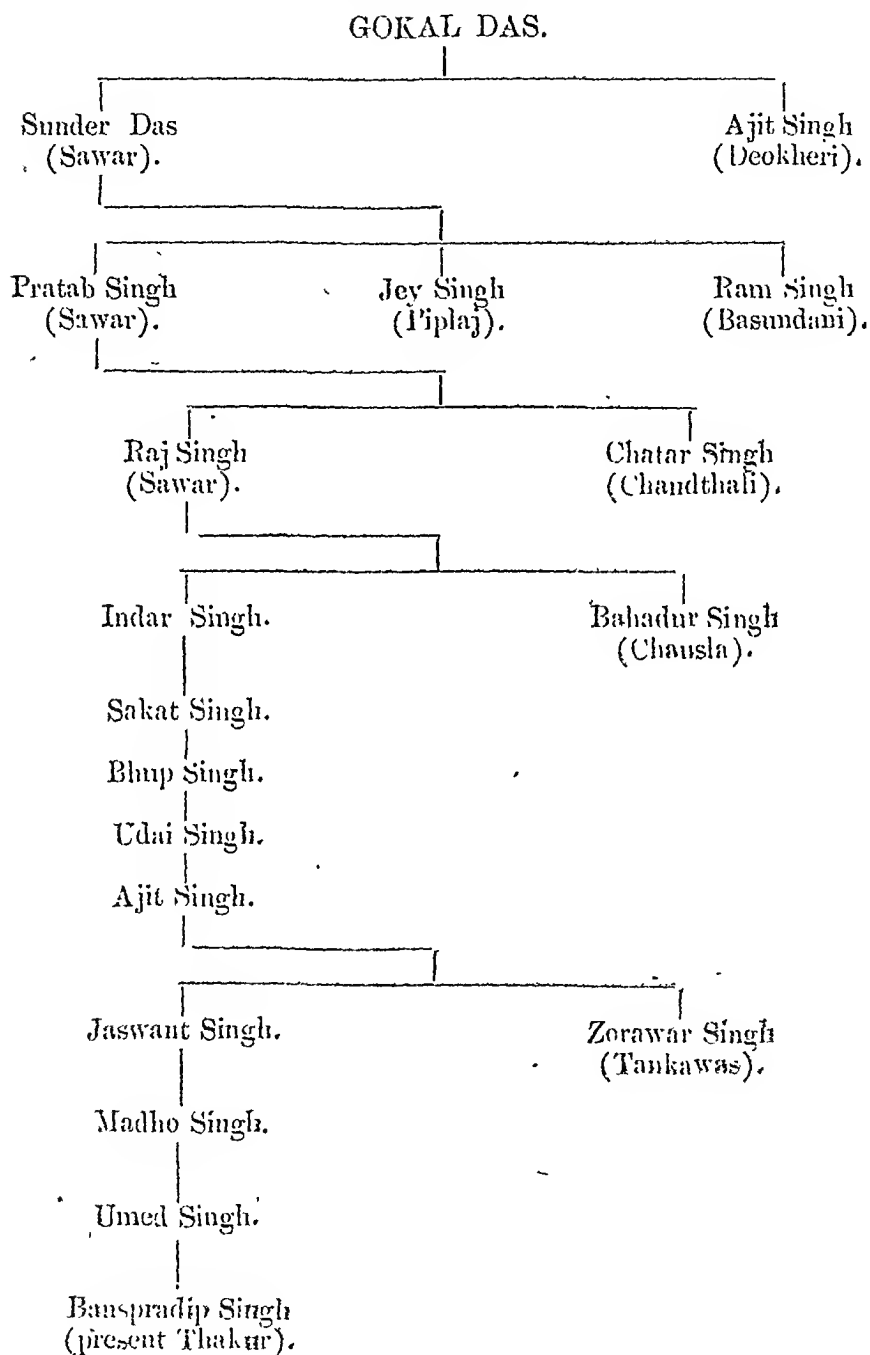 GOKAL DAS.
Sunder Das
(Sawar).
Ajit Singh
(Deokheri).
Pratab Singh
(Sawar).
Jey Singh
(Piplaj).
Ram Singh
(Basundani).
Raj Singh
(Sawar).
Chatar Singh
(Chandthali).
Indar Singh.
Bahadur Singh
(Chausla).
Sakat Singh.
Bhup Singh.
Udai Singh.
Ajit Singh.
Jaswant Singh.
Zorawar Singh
(Tankawas).
Madho Singh.
Umed Singh.
Banspradip Singh
(present Thakur).